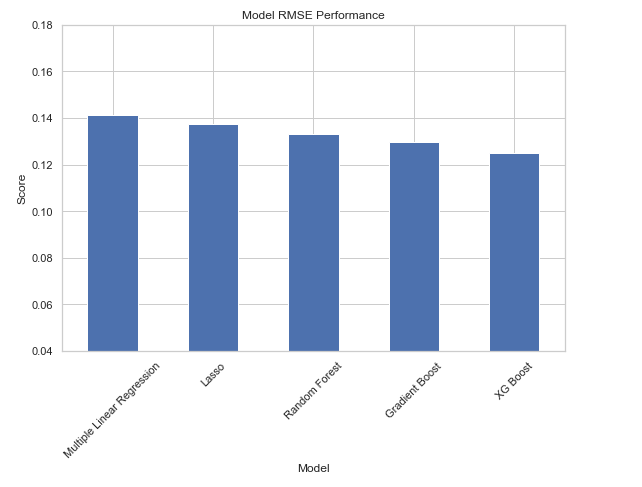 Model RMSE Performance
0.18
0.16
0.14
0.12
0.10
0.08
0.06
0.04
Score
Multiple Linear Regression
Lasso
Random Forest
Gradient Boost
XG Boost
Model